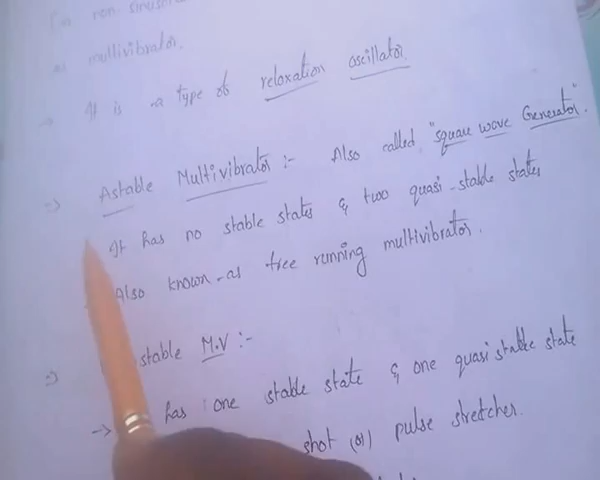 non
as multivibrator.
→ It is a type of relaxation oscillator.
⇒ Astable Multivibrator :- Also called "square wave Generator".
It has no stable states & two quasi-stable states
Also known as free running multivibrator.
⇒ stable M.V :-
→ has one stable state & one quasi stable state
shot (or) pulse stretcher.